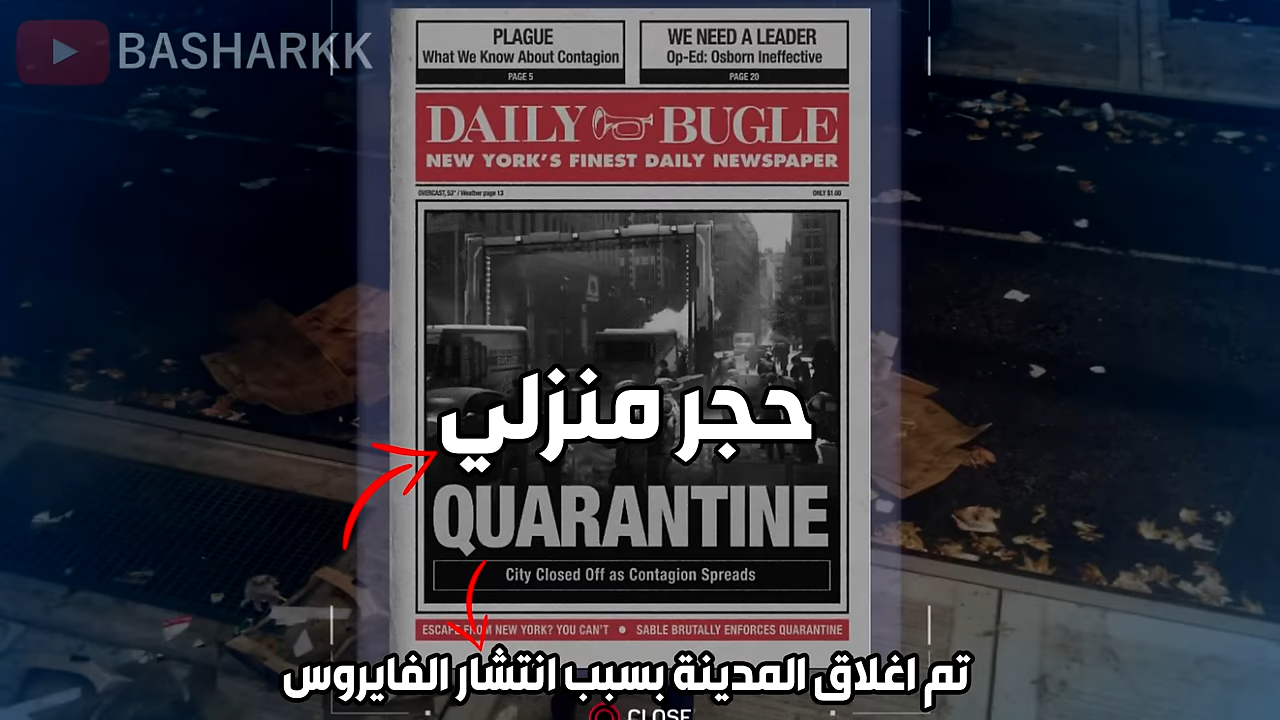 BASHARKK
PLAGUE
What We Know About Contagion
PAGE 5
WE NEED A LEADER
Op-Ed: Osborn Ineffective
PAGE 20
DAILY BUGLE
NEW YORK'S FINEST DAILY NEWSPAPER
OVERCAST, 53° / Weather page 13
ONLY $1.00
حجر منزلي
QUARANTINE
City Closed Off as Contagion Spreads
ESCAPE FROM NEW YORK? YOU CAN'T ● SABLE BRUTALLY ENFORCES QUARANTINE
تم اغلاق المدينة بسبب انتشار الفايروس
CLOSE